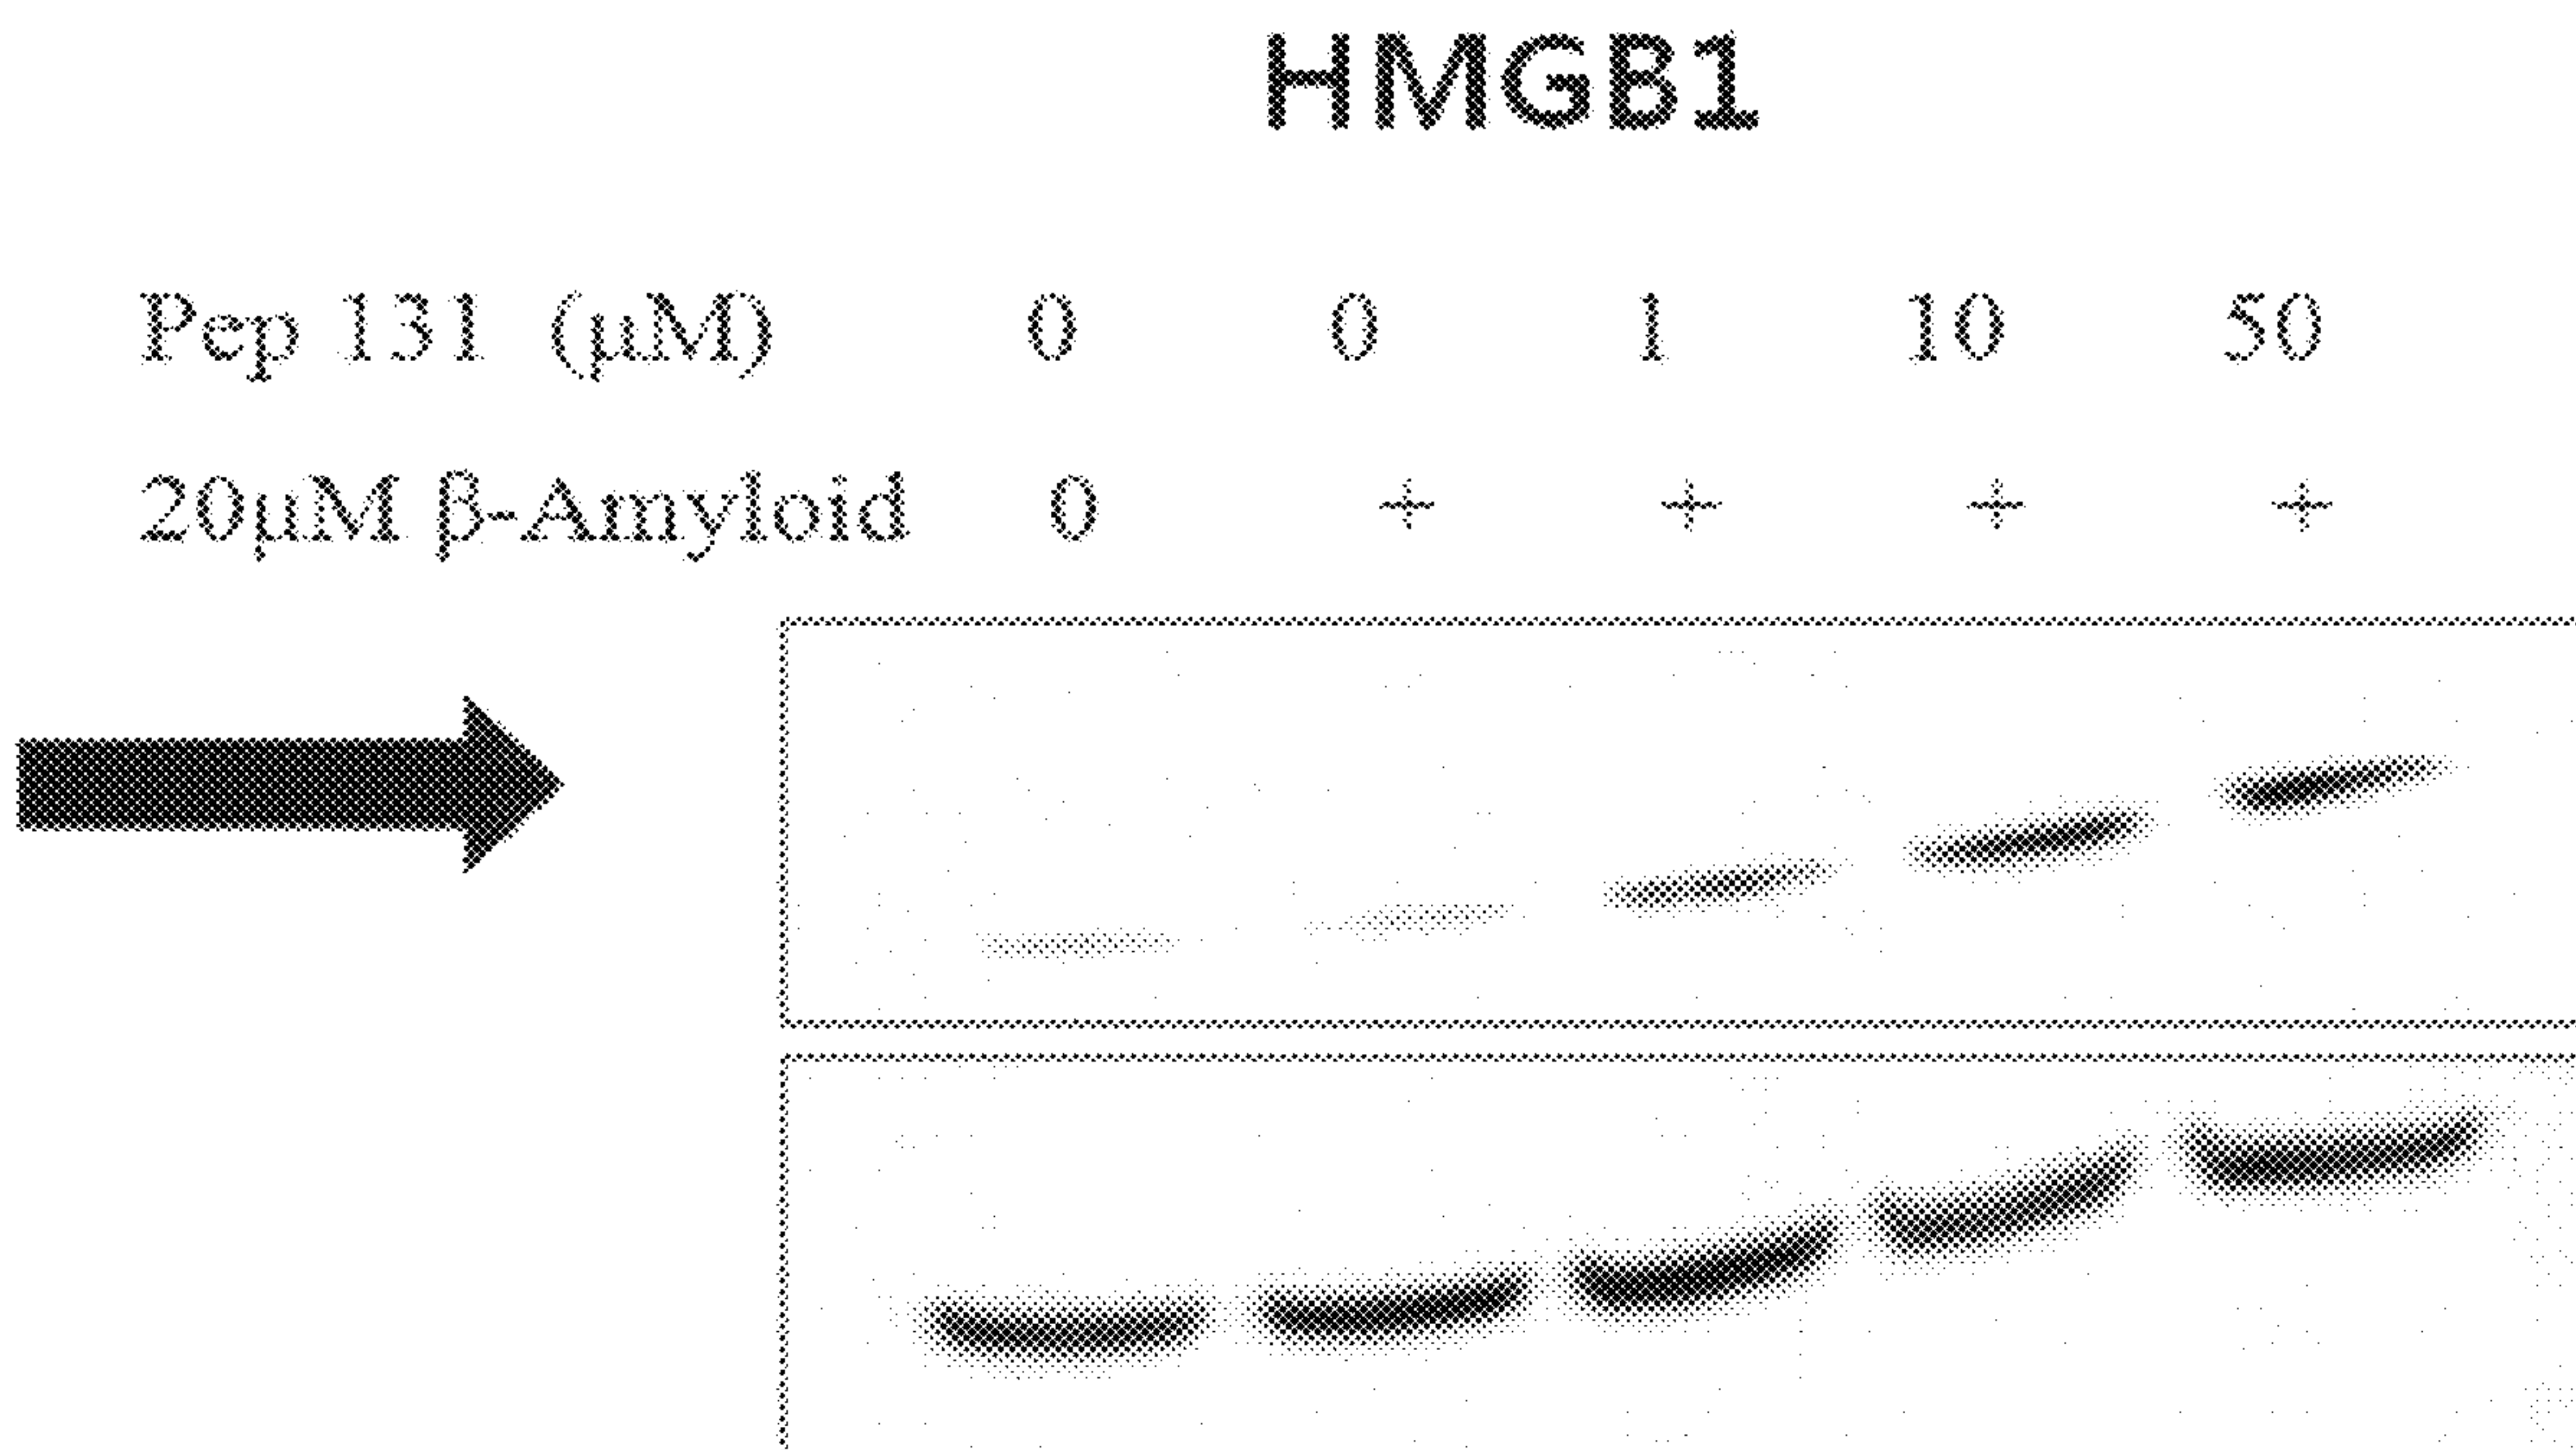 HMGB1
Pep 131 (μM) 0 0 1 10 50
20μM β-Amyloid 0 + + + +